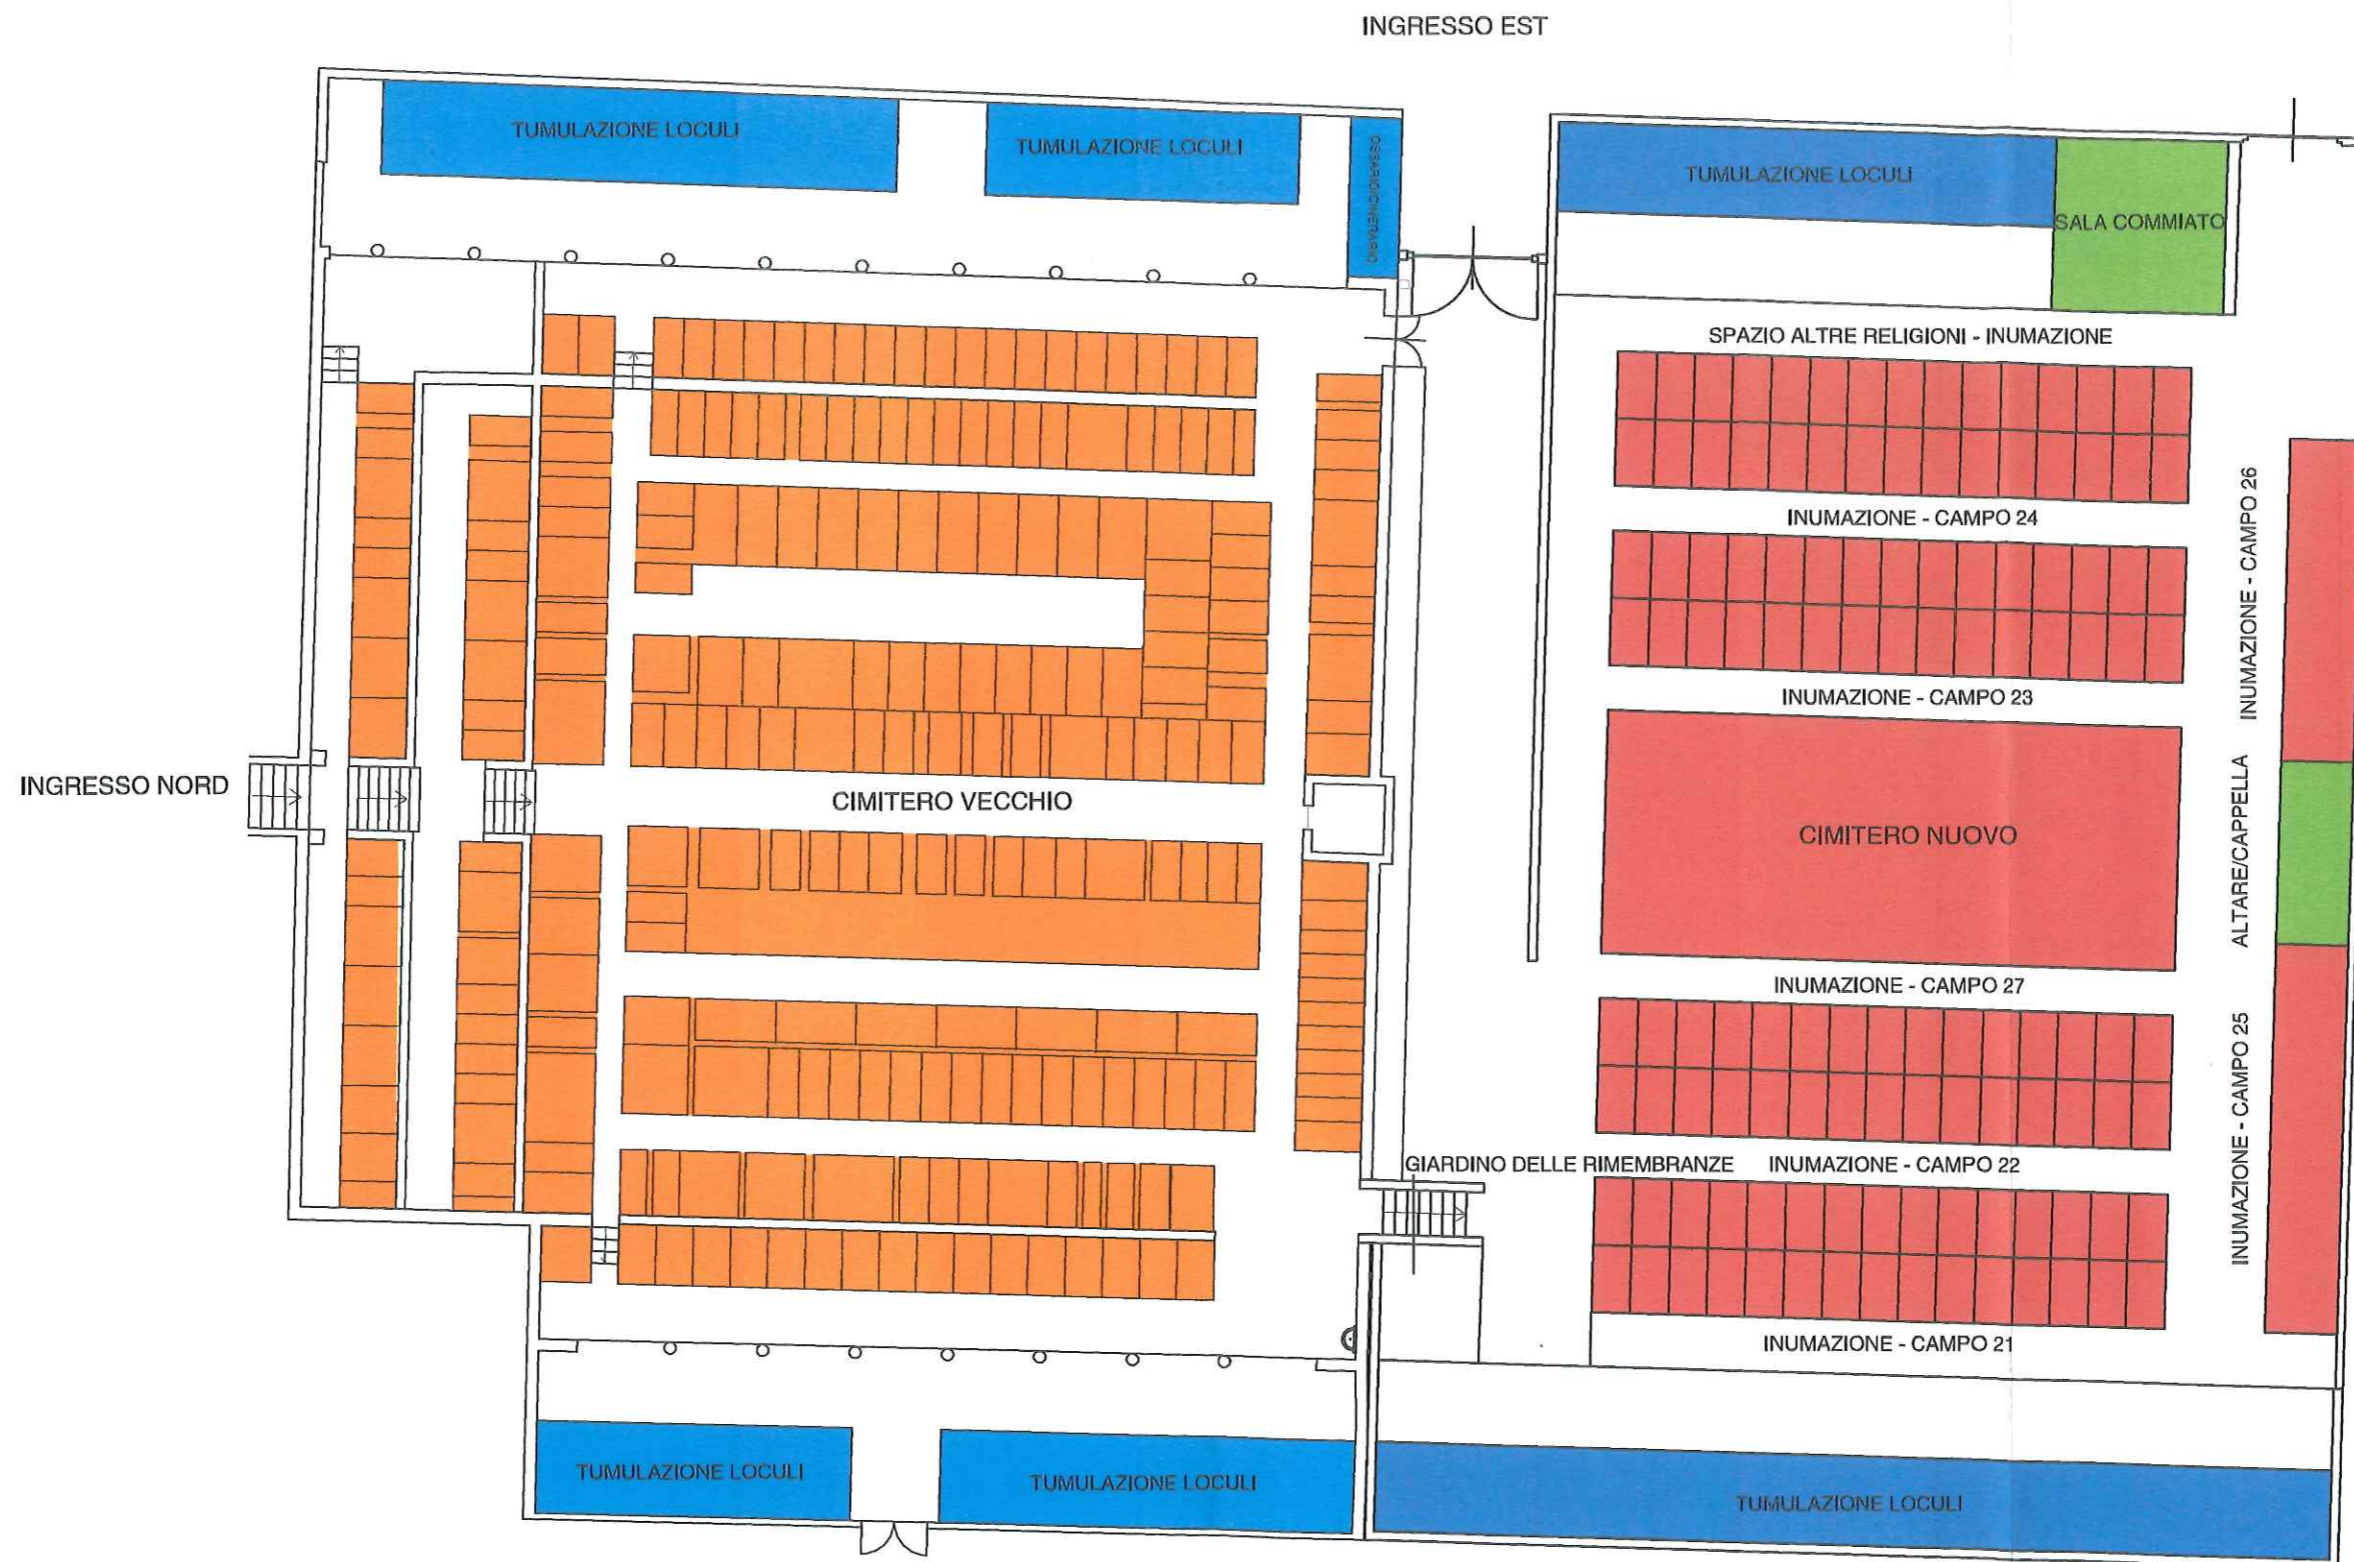 INGRESSO EST
TUMULAZIONE LOCULI
TUMULAZIONE LOCULI
OSSARIO/CINERARIO
TUMULAZIONE LOCULI
SALA COMMIATO
SPAZIO ALTRE RELIGIONI - INUMAZIONE
INUMAZIONE - CAMPO 24
INUMAZIONE - CAMPO 26
INUMAZIONE - CAMPO 23
INGRESSO NORD
CIMITERO VECCHIO
CIMITERO NUOVO
ALTARE/CAPPELLA
INUMAZIONE - CAMPO 27
INUMAZIONE - CAMPO 25
GIARDINO DELLE RIMEMBRANZE
INUMAZIONE - CAMPO 22
INUMAZIONE - CAMPO 21
TUMULAZIONE LOCULI
TUMULAZIONE LOCULI
TUMULAZIONE LOCULI